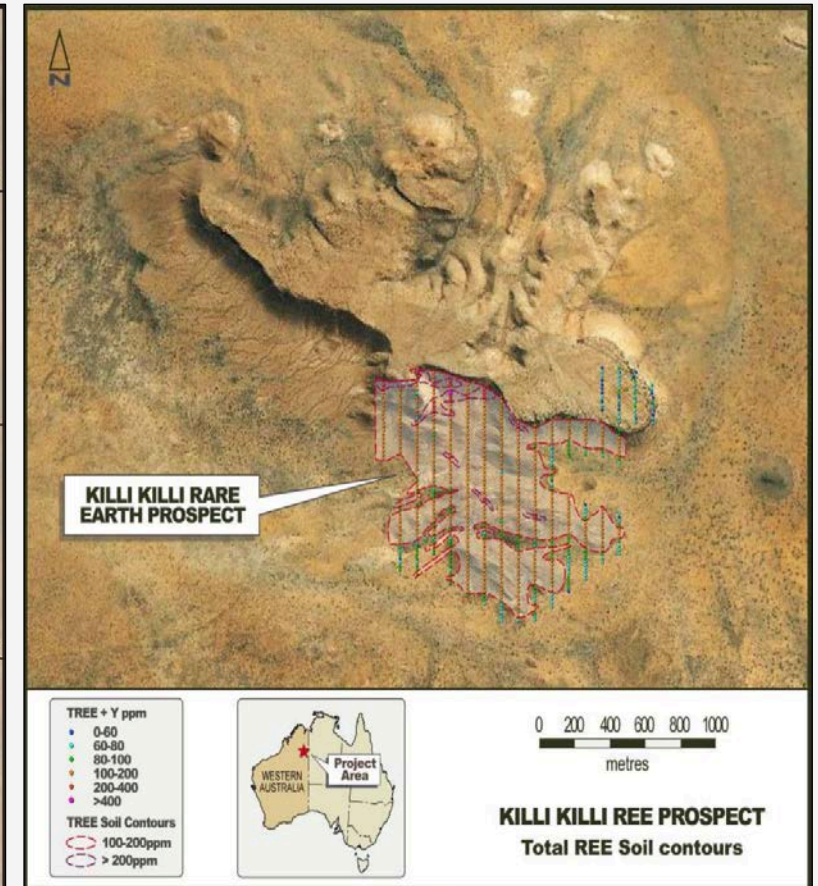 N
KILLI KILLI RARE
EARTH PROSPECT
TREE + Y ppm
0-60
60-80
80-100
100-200
200-400
>400
TREE Soil Contours
100-200ppm
> 200ppm
WESTERN
AUSTRALIA
Project
Area
0 200 400 600 800 1000
metres
KILLI KILLI REE PROSPECT
Total REE Soil contours